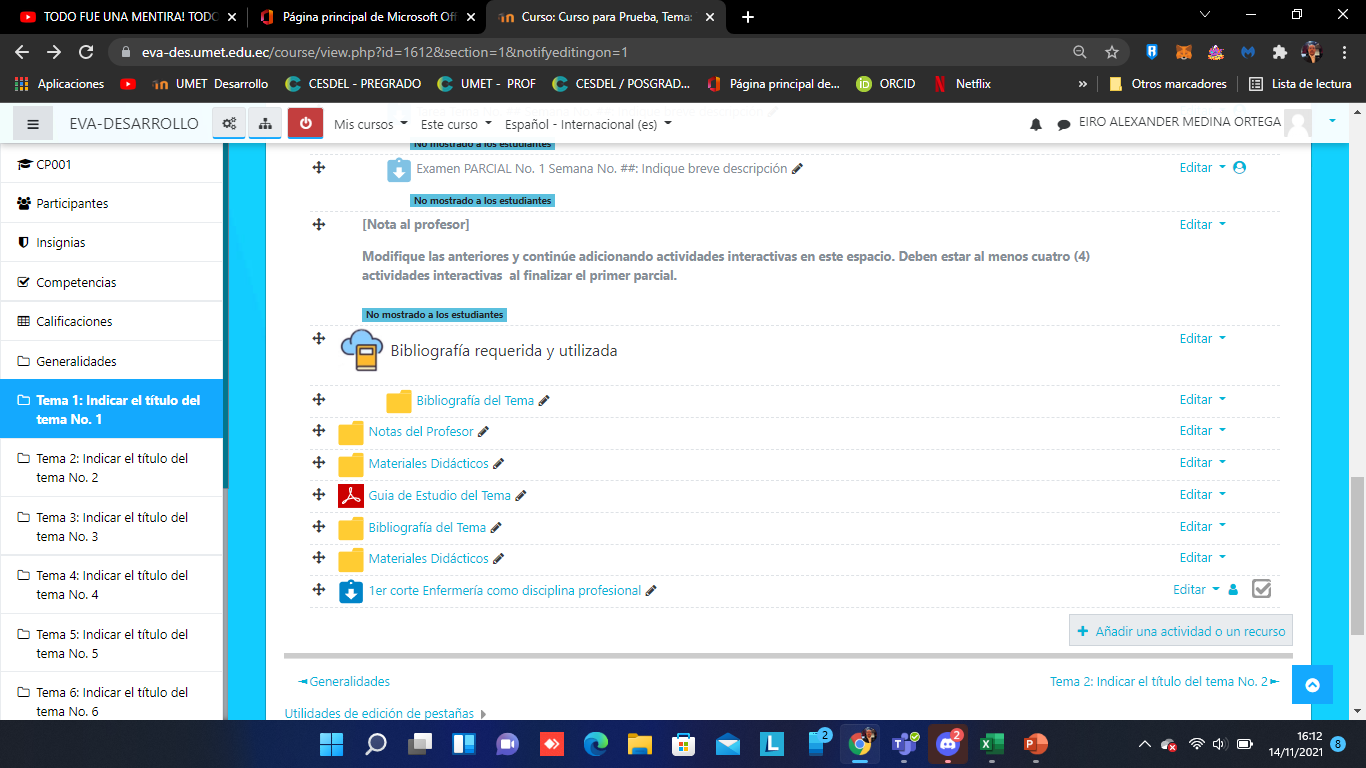 TODO FUE UNA MENTIRA! TODO
Página principal de Microsoft Off
Curso: Curso para Prueba, Tema:
eva-des.umet.edu.ec/course/view.php?id=1612&section=1&notifyeditingon=1
Aplicaciones
UMET Desarrollo
CESDEL - PREGRADO
UMET - PROF
CESDEL / POSGRAD...
Página principal de...
ORCID
Netflix
»
Otros marcadores
Lista de lectura
EVA-DESARROLLO
Mis cursos
Este curso
Español - Internacional (es)
EIRO ALEXANDER MEDINA ORTEGA
CP001
Participantes
Insignias
Competencias
Calificaciones
Generalidades
Tema 1: Indicar el título del
tema No. 1
Tema 2: Indicar el título del
tema No. 2
Tema 3: Indicar el título del
tema No. 3
Tema 4: Indicar el título del
tema No. 4
Tema 5: Indicar el título del
tema No. 5
Tema 6: Indicar el título del
tema No. 6
No mostrado a los estudiantes
Examen PARCIAL No. 1 Semana No. ##: Indique breve descripción
Editar
No mostrado a los estudiantes
[Nota al profesor]
Editar
Modifique las anteriores y continúe adicionando actividades interactivas en este espacio. Deben estar al menos cuatro (4)
actividades interactivas al finalizar el primer parcial.
No mostrado a los estudiantes
Bibliografía requerida y utilizada
Editar
Bibliografía del Tema
Editar
Notas del Profesor
Editar
Materiales Didácticos
Editar
Guia de Estudio del Tema
Editar
Bibliografía del Tema
Editar
Materiales Didácticos
Editar
1er corte Enfermería como disciplina profesional
Editar
+ Añadir una actividad o un recurso
◄Generalidades
Tema 2: Indicar el título del tema No. 2►
Utilidades de edición de pestañas
2
2
16:12
14/11/2021
8